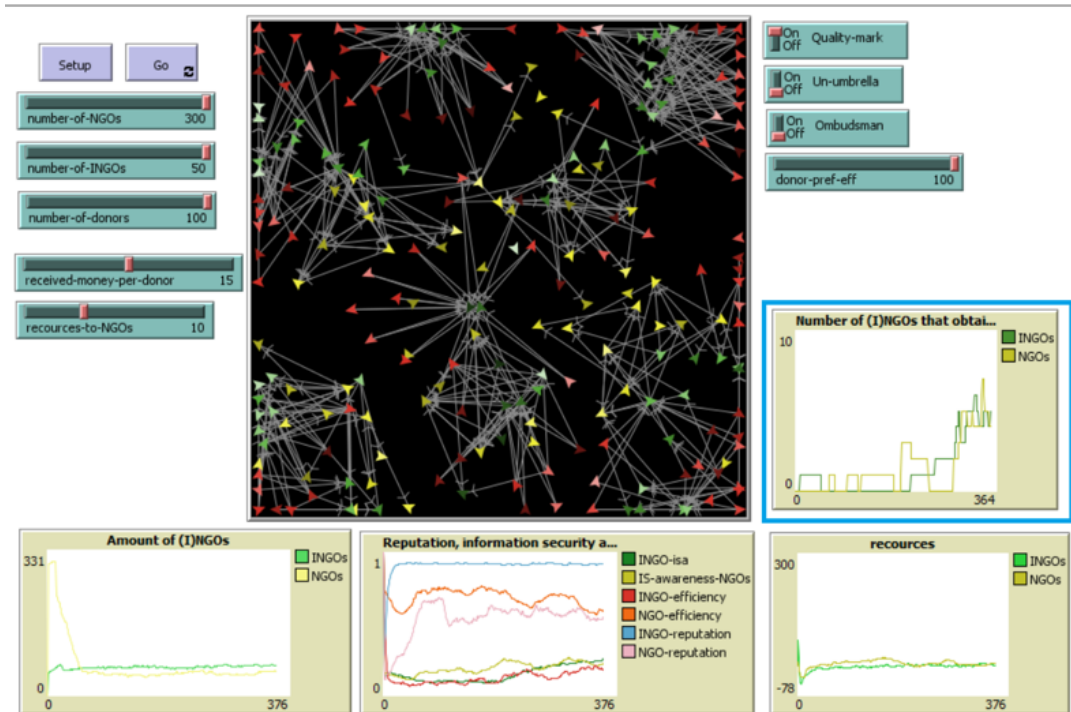 Setup
Go
number-of-NGOs 300
number-of-INGOs 50
number-of-donors 100
received-money-per-donor 15
recources-to-NGOs 10
On
Off
Quality-mark
On
Off
Un-umbrella
On
Off
Ombudsman
donor-pref-eff 100
Number of (I)NGOs that obtai...
10
0
0
364
INGOs
NGOs
Amount of (I)NGOs
331
0
0
376
INGOs
NGOs
Reputation, information security a...
1
0
0
376
INGO-isa
IS-awareness-NGOs
INGO-efficiency
NGO-efficiency
INGO-reputation
NGO-reputation
recources
300
-78
0
376
INGOs
NGOs